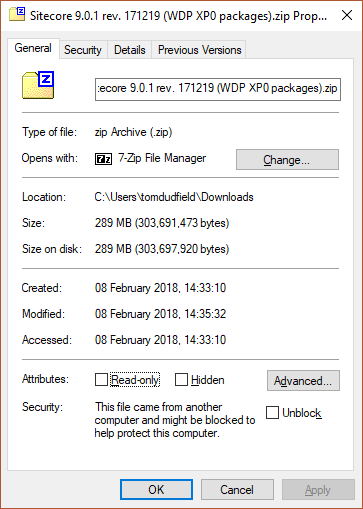 Sitecore 9.0.1 rev. 171219 (WDP XP0 packages).zip Prop...
General Security Details Previous Versions
:ecore 9.0.1 rev. 171219 (WDP XP0 packages).zip
Type of file: zip Archive (.zip)
Opens with: 7-Zip File Manager Change...
Location: C:\Users\tomdudfield\Downloads
Size: 289 MB (303,691,473 bytes)
Size on disk: 289 MB (303,697,920 bytes)
Created: 08 February 2018, 14:33:10
Modified: 08 February 2018, 14:35:32
Accessed: 08 February 2018, 14:33:10
Attributes: Read-only Hidden Advanced...
Security: This file came from another
computer and might be blocked to
help protect this computer.
Unblock
OK Cancel Apply